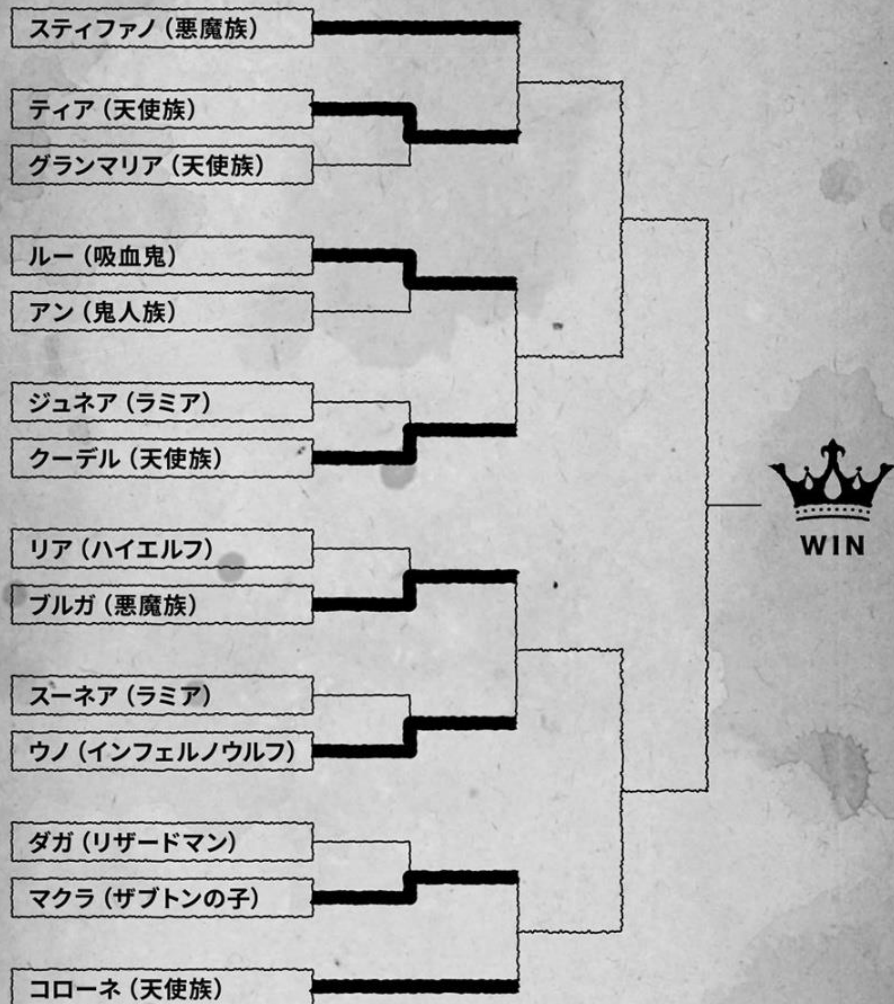 スティファノ（悪魔族）
ティア（天使族）
グランマリア（天使族）
ルー（吸血鬼）
アン（鬼人族）
ジュネア（ラミア）
クーデル（天使族）
リア（ハイエルフ）
ブルガ（悪魔族）
スーネア（ラミア）
ウノ（インフェルノウルフ）
ダガ（リザードマン）
マクラ（ザブトンの子）
コローネ（天使族）
WIN